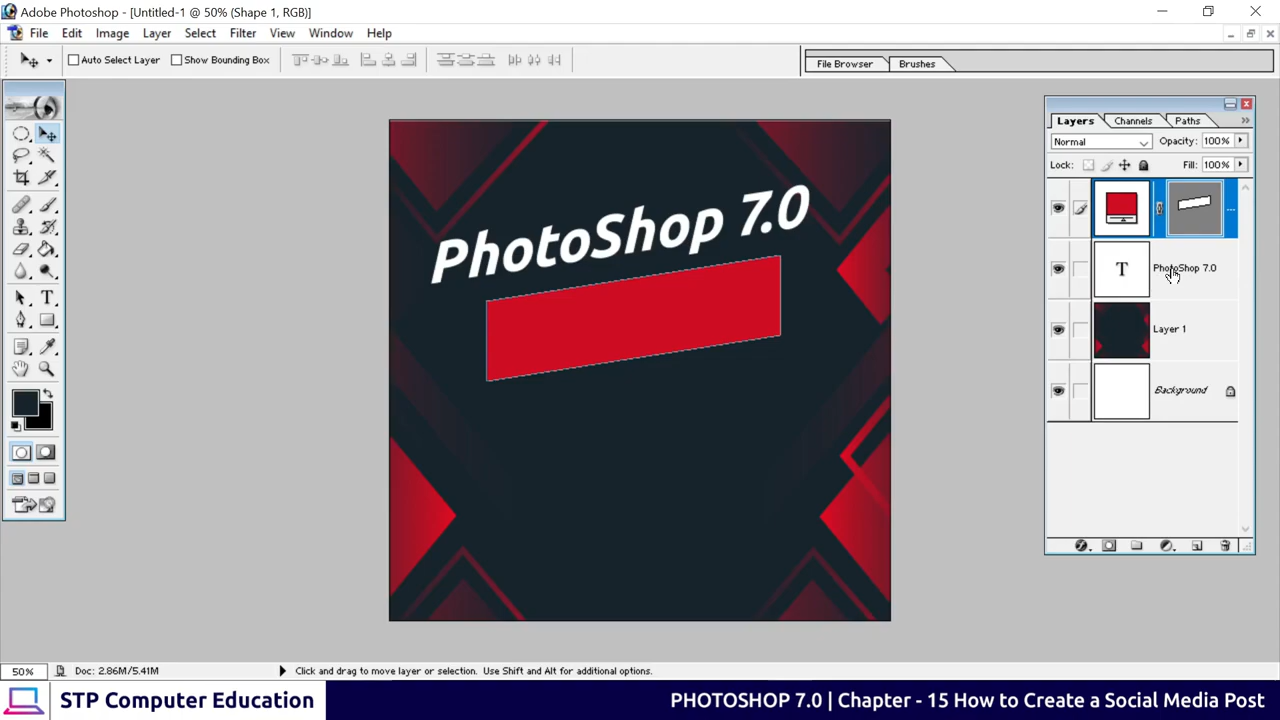 Adobe Photoshop - [Untitled-1 @ 50% (Shape 1, RGB)]
File Edit Image Layer Select Filter View Window Help
Auto Select Layer Show Bounding Box
File Browser Brushes
Layers Channels Paths
Normal Opacity: 100%
Lock: Fill: 100%
PhotoShop 7.0
T PhotoShop 7.0
Layer 1
Background
T
50% Doc: 2.86M/5.41M Click and drag to move layer or selection. Use Shift and Alt for additional options.
STP Computer Education PHOTOSHOP 7.0 | Chapter - 15 How to Create a Social Media Post